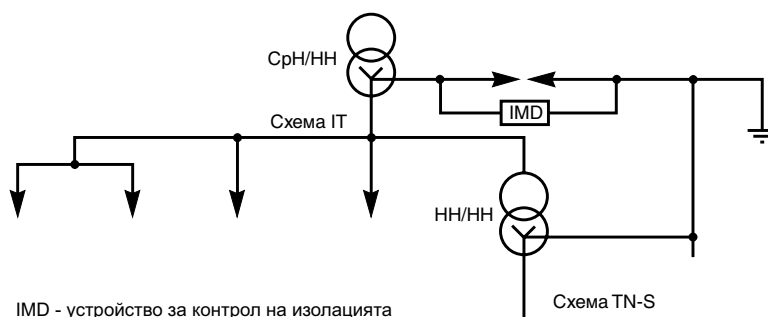 СрН/НН
IMD
Схема IT
НН/НН
Схема TN-S
IMD - устройство за контрол на изолацията